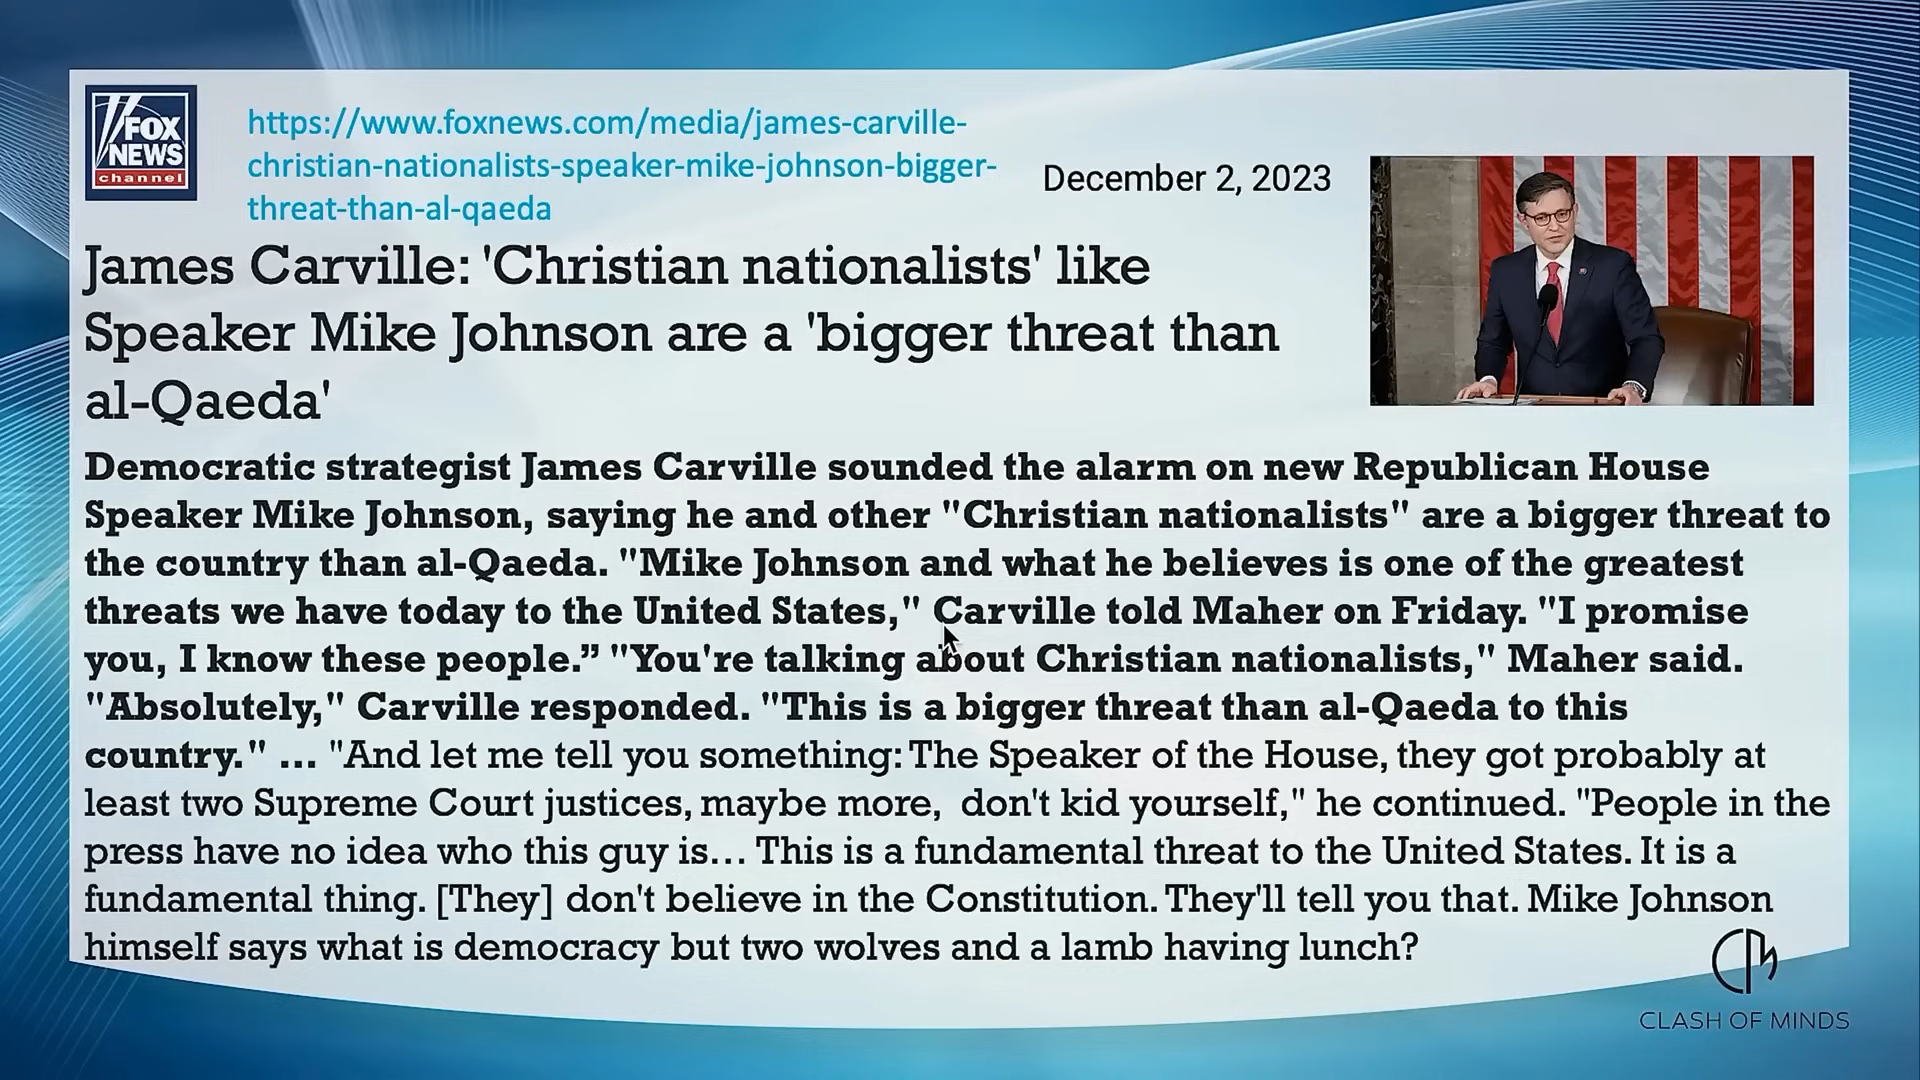 FOX
NEWS
channel
https://www.foxnews.com/media/james-carville-
christian-nationalists-speaker-mike-johnson-bigger-
threat-than-al-qaeda
December 2, 2023
James Carville: 'Christian nationalists' like
Speaker Mike Johnson are a 'bigger threat than
al-Qaeda'
Democratic strategist James Carville sounded the alarm on new Republican House
Speaker Mike Johnson, saying he and other "Christian nationalists" are a bigger threat to
the country than al-Qaeda. "Mike Johnson and what he believes is one of the greatest
threats we have today to the United States," Carville told Maher on Friday. "I promise
you, I know these people.” "You're talking about Christian nationalists," Maher said.
"Absolutely," Carville responded. "This is a bigger threat than al-Qaeda to this
country." ... "And let me tell you something: The Speaker of the House, they got probably at
least two Supreme Court justices, maybe more, don't kid yourself," he continued. "People in the
press have no idea who this guy is... This is a fundamental threat to the United States. It is a
fundamental thing. [They] don't believe in the Constitution. They'll tell you that. Mike Johnson
himself says what is democracy but two wolves and a lamb having lunch?
CLASH OF MINDS